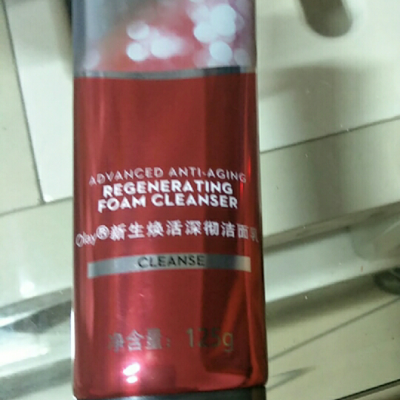 ADVANCED ANTI-AGING
REGENERATING
FOAM CLEANSER
Olay®新生焕活深彻洁面乳
CLEANSE
净含量：125g